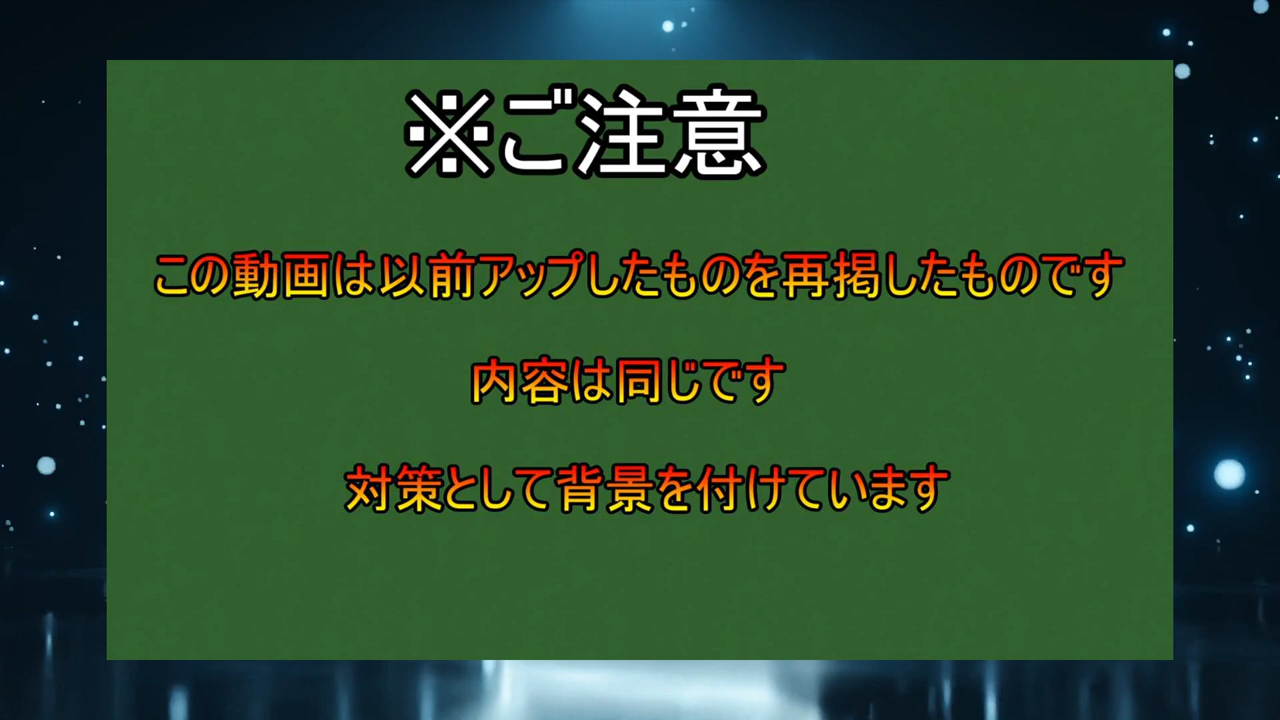 ※ご注意
この動画は以前アップしたものを再掲したものです
内容は同じです
対策として背景を付けています